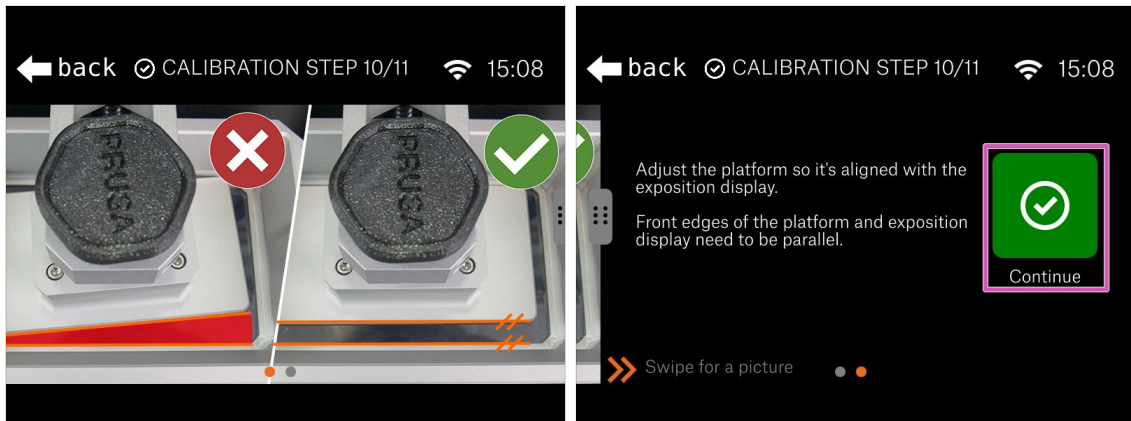 back CALIBRATION STEP 10/11 15:08
PRUSA
PRUSA
back CALIBRATION STEP 10/11 15:08
Adjust the platform so it's aligned with the
exposition display.
Front edges of the platform and exposition
display need to be parallel.
Continue
Swipe for a picture